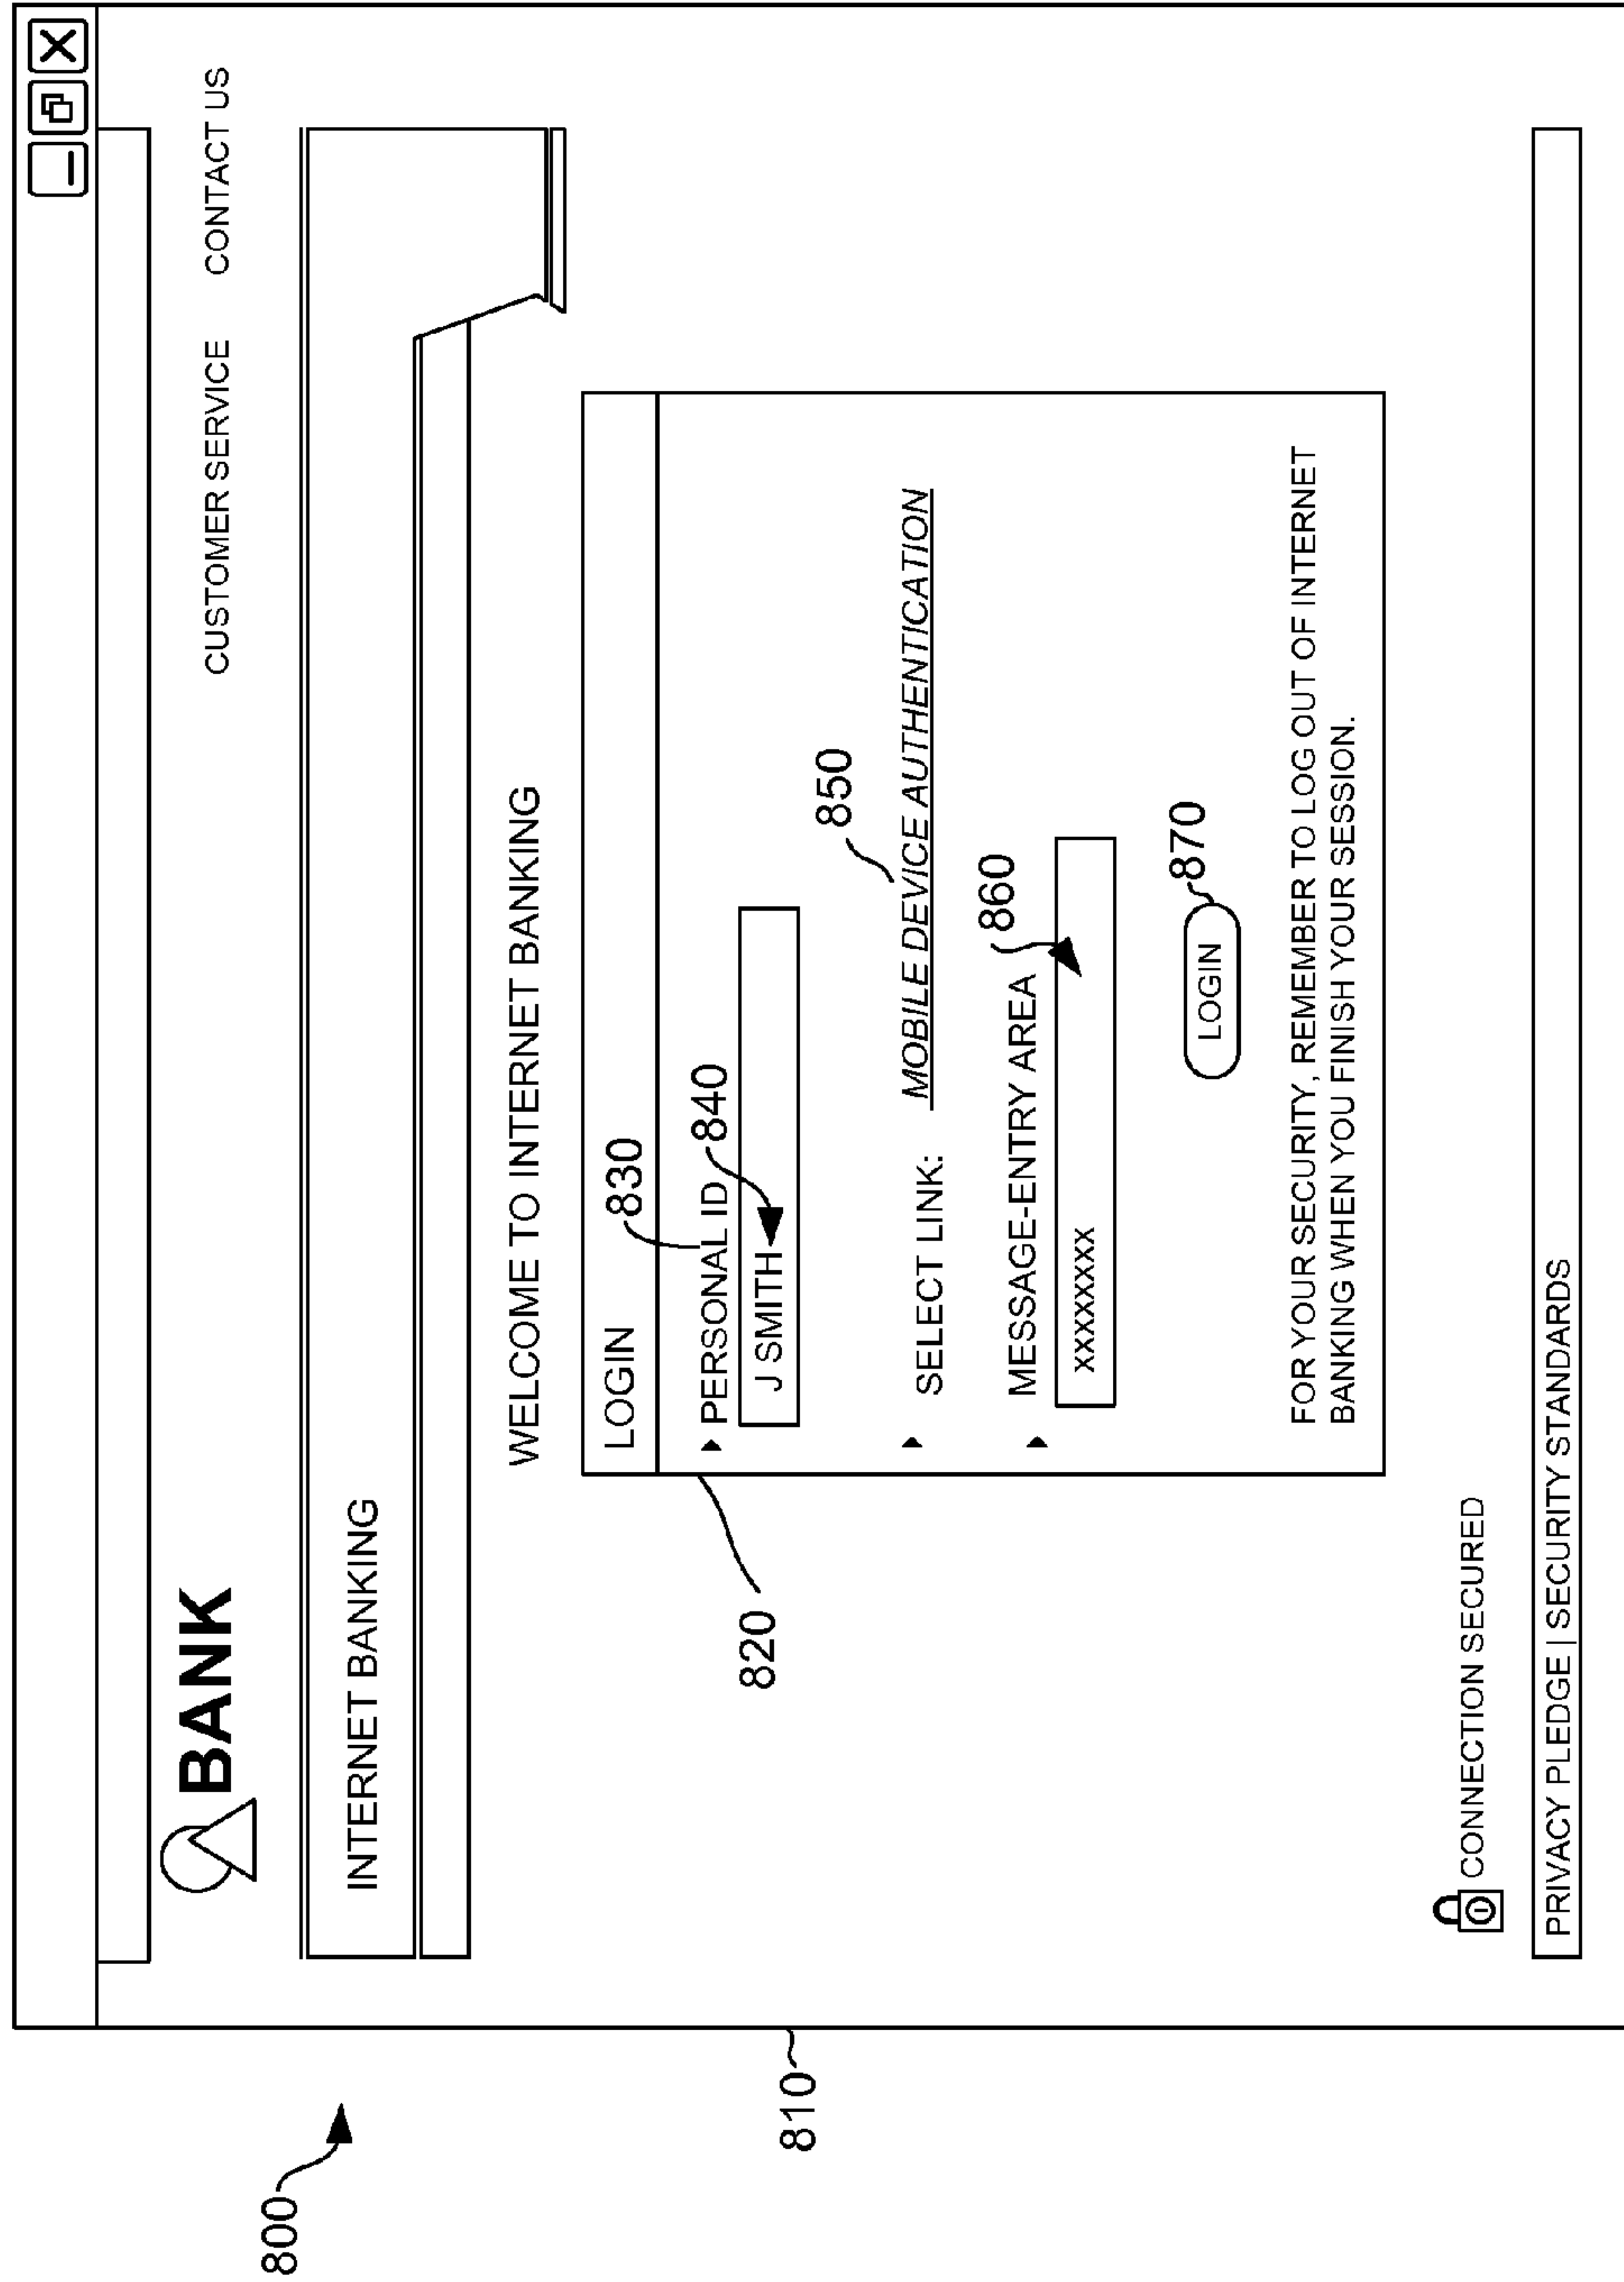 800
810
BANK
CUSTOMER SERVICE CONTACT US
INTERNET BANKING
WELCOME TO INTERNET BANKING
820
LOGIN
830
PERSONAL ID
840
J SMITH
850
SELECT LINK: MOBILE DEVICE AUTHENTICATION
860
MESSAGE-ENTRY AREA
xxxxxxxx
LOGIN
870
FOR YOUR SECURITY, REMEMBER TO LOG OUT OF INTERNET
BANKING WHEN YOU FINISH YOUR SESSION.
CONNECTION SECURED
PRIVACY PLEDGE | SECURITY STANDARDS